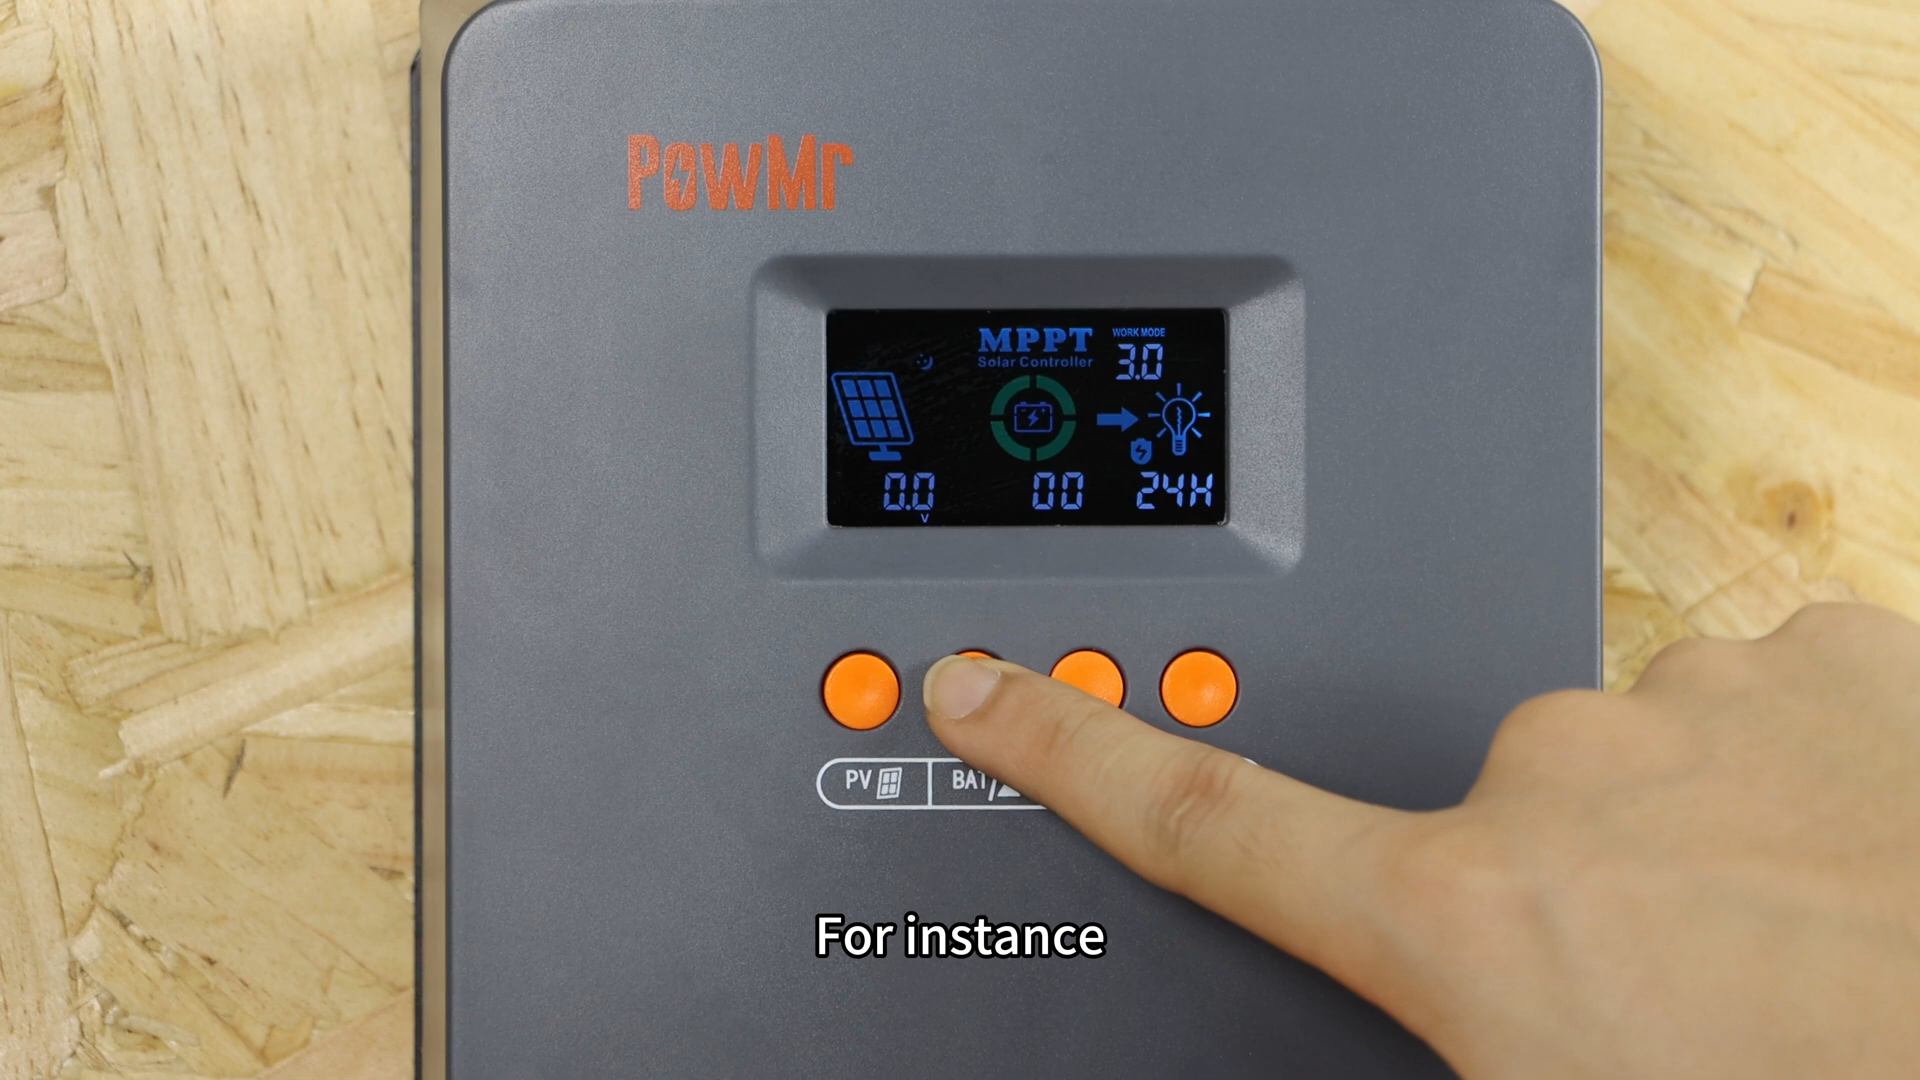 PowMr
MPPT
Solar Controller
WORK MODE
3.0
0.0
V
00
24H
PV
BAT/
For instance